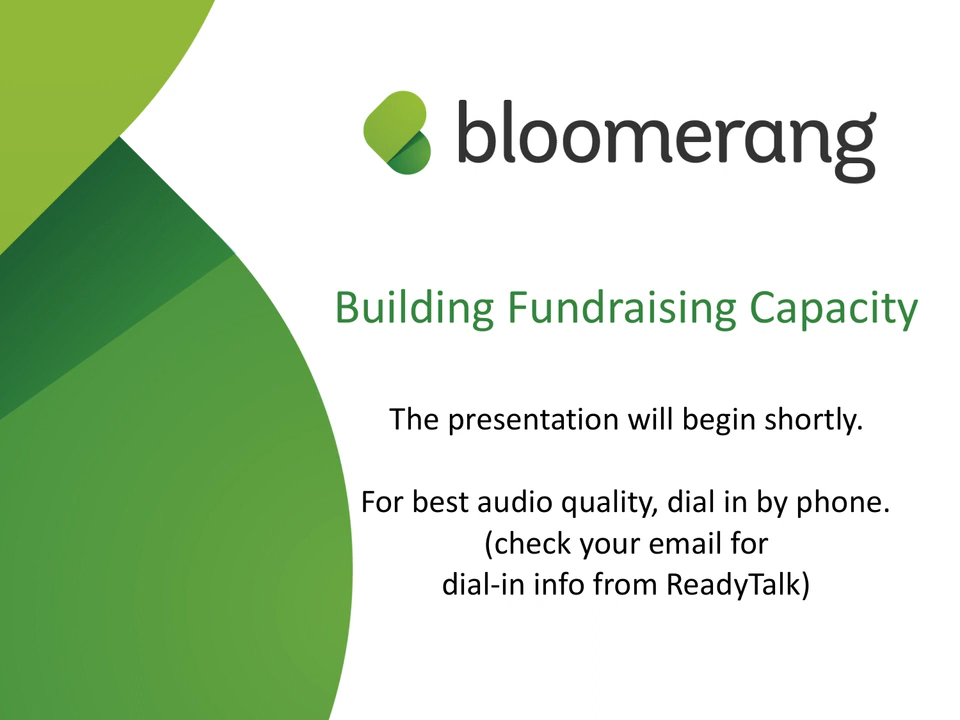 bloomerang
Building Fundraising Capacity
The presentation will begin shortly.
For best audio quality, dial in by phone.
(check your email for
dial-in info from ReadyTalk)